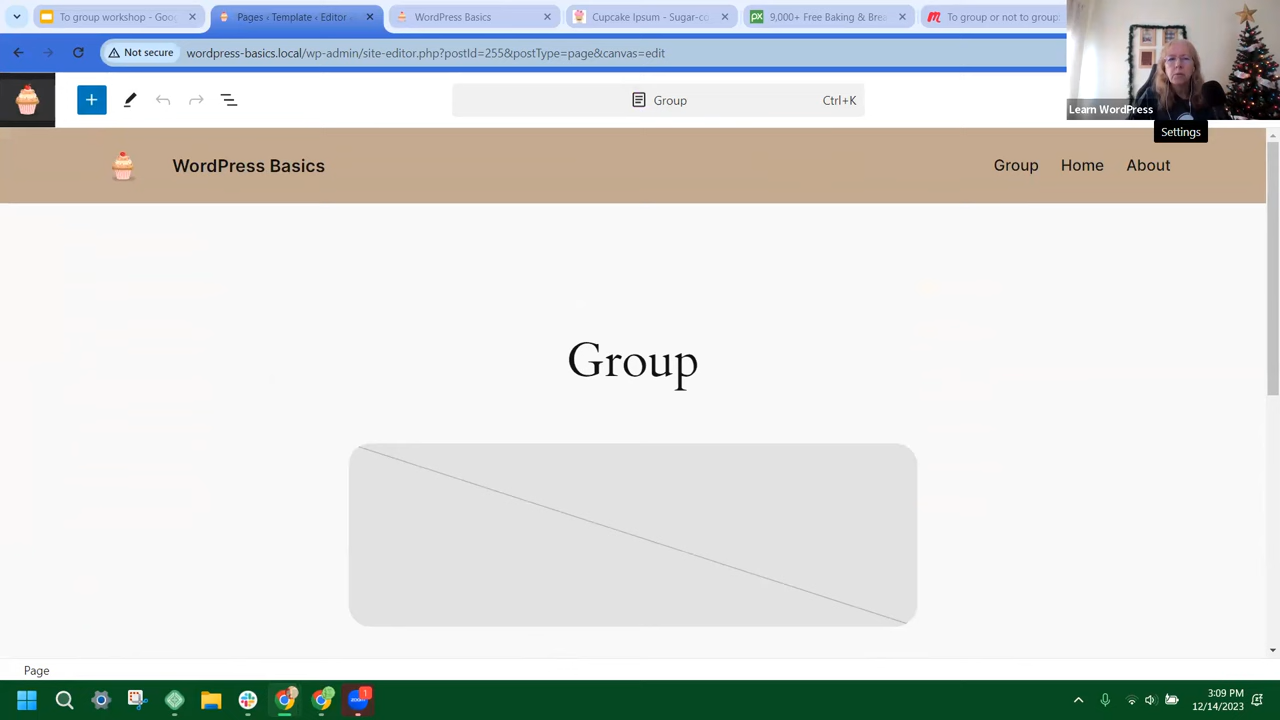 To group workshop - Goo
Pages ‹ Template ‹ Editor
WordPress Basics
Cupcake Ipsum - Sugar-co
9,000+ Free Baking & Brea
To group or not to group:
Not secure
wordpress-basics.local/wp-admin/site-editor.php?postId=255&postType=page&canvas=edit
Group
Ctrl+K
Learn WordPress
Settings
WordPress Basics
Group
Home
About
Group
Page
zoom
1
3:09 PM
12/14/2023